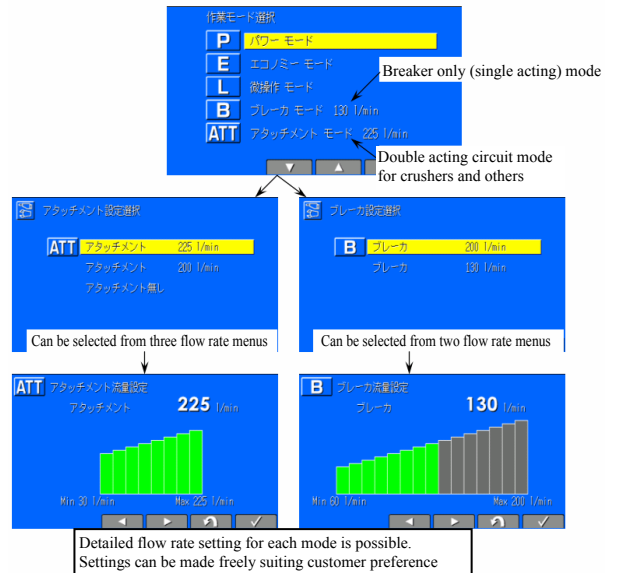 作業モード選択
P パワー モード
E エコノミー モード
L 微操作 モード
B ブレーカ モード 130 l/min
ATT アタッチメント モード 225 l/min
Breaker only (single acting) mode
Double acting circuit mode
for crushers and others
アタッチメント設定選択
ATT アタッチメント 225 l/min
アタッチメント 200 l/min
アタッチメント無し
Can be selected from three flow rate menus
ブレーカ設定選択
B ブレーカ 200 l/min
ブレーカ 130 l/min
Can be selected from two flow rate menus
ATT アタッチメント流量設定
アタッチメント 225 l/min
Min 30 l/min Max 225 l/min
B ブレーカ流量設定
ブレーカ 130 l/min
Min 60 l/min Max 200 l/min
Detailed flow rate setting for each mode is possible.
Settings can be made freely suiting customer preference